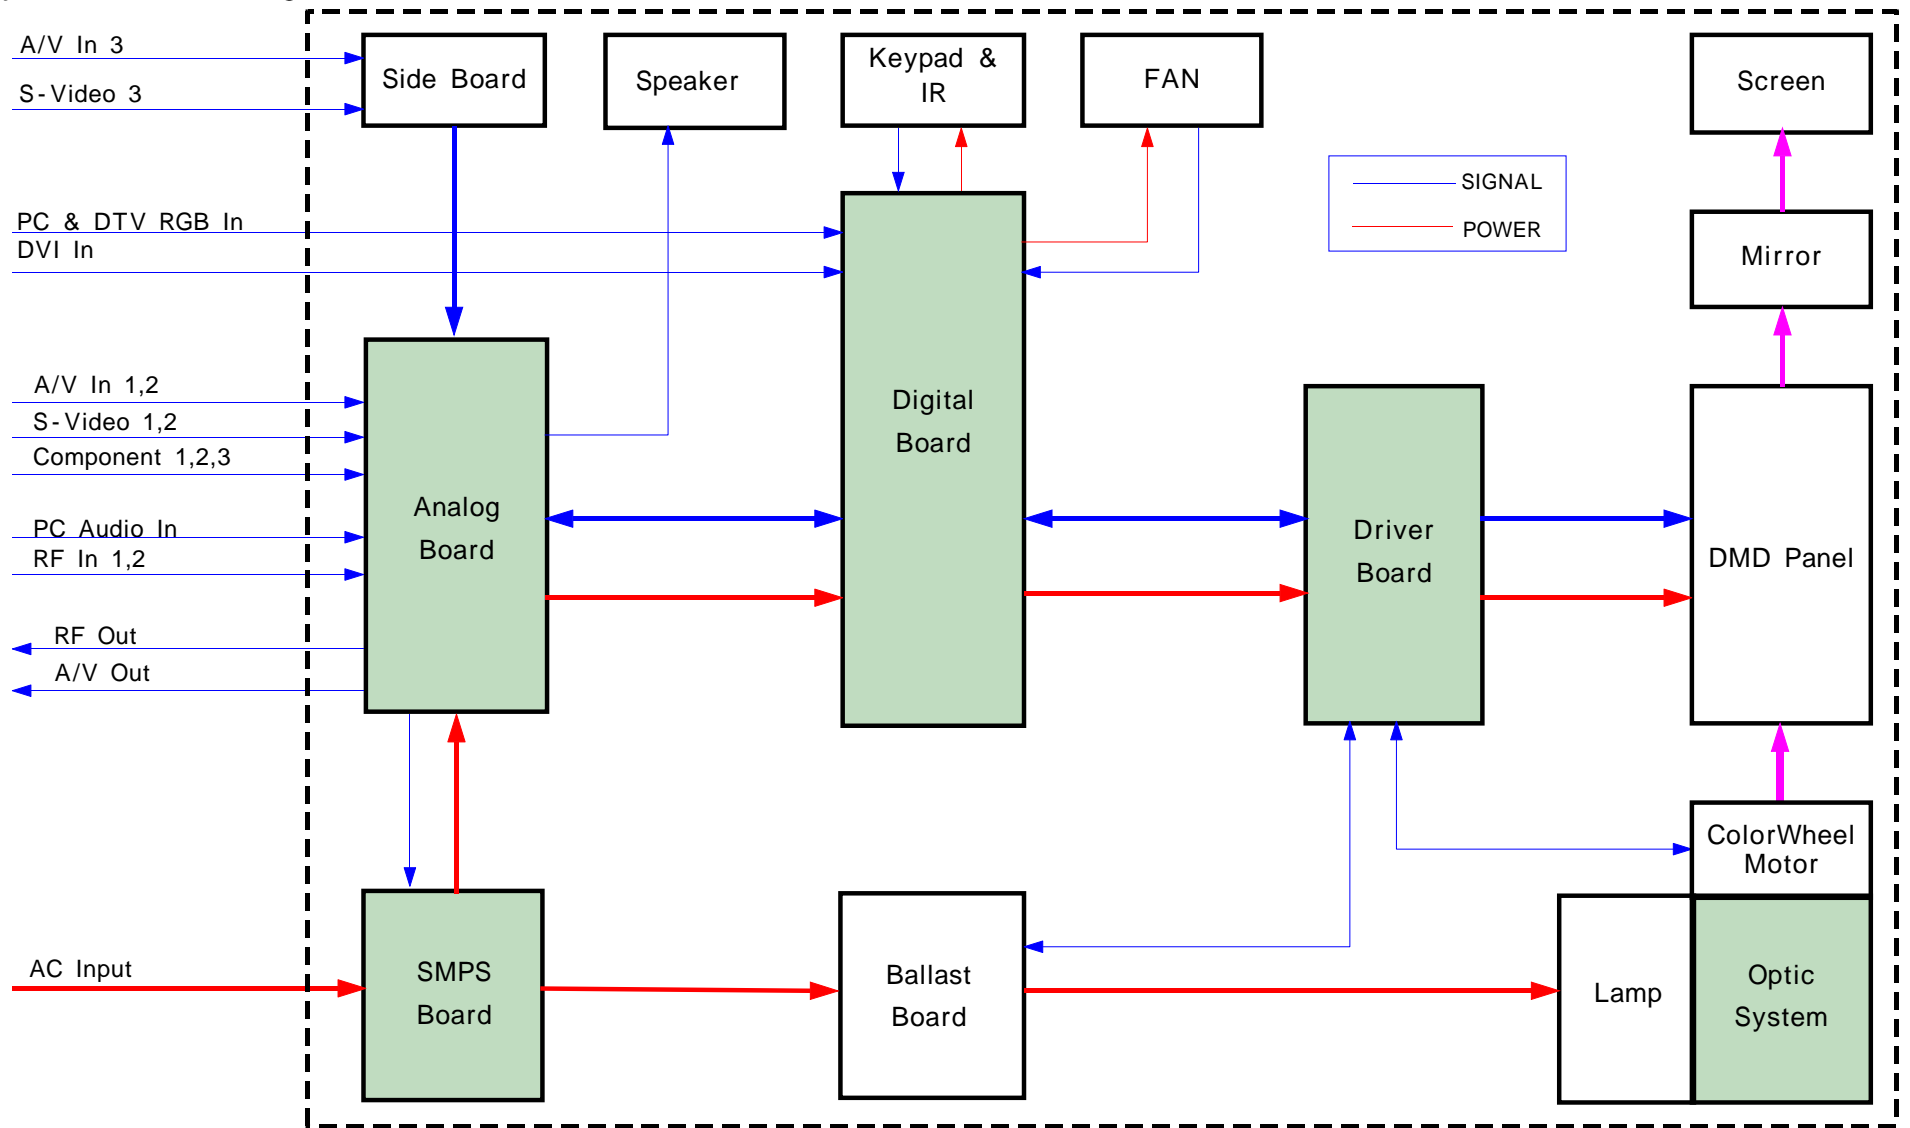 A/V In 3
S-Video 3
Side Board
Speaker
Keypad &
IR
FAN
Screen
SIGNAL
POWER
PC & DTV RGB In
DVI In
Mirror
A/V In 1,2
S-Video 1,2
Component 1,2,3
PC Audio In
RF In 1,2
RF Out
A/V Out
Analog
Board
Digital
Board
Driver
Board
DMD Panel
ColorWheel
Motor
AC Input
SMPS
Board
Ballast
Board
Lamp
Optic
System